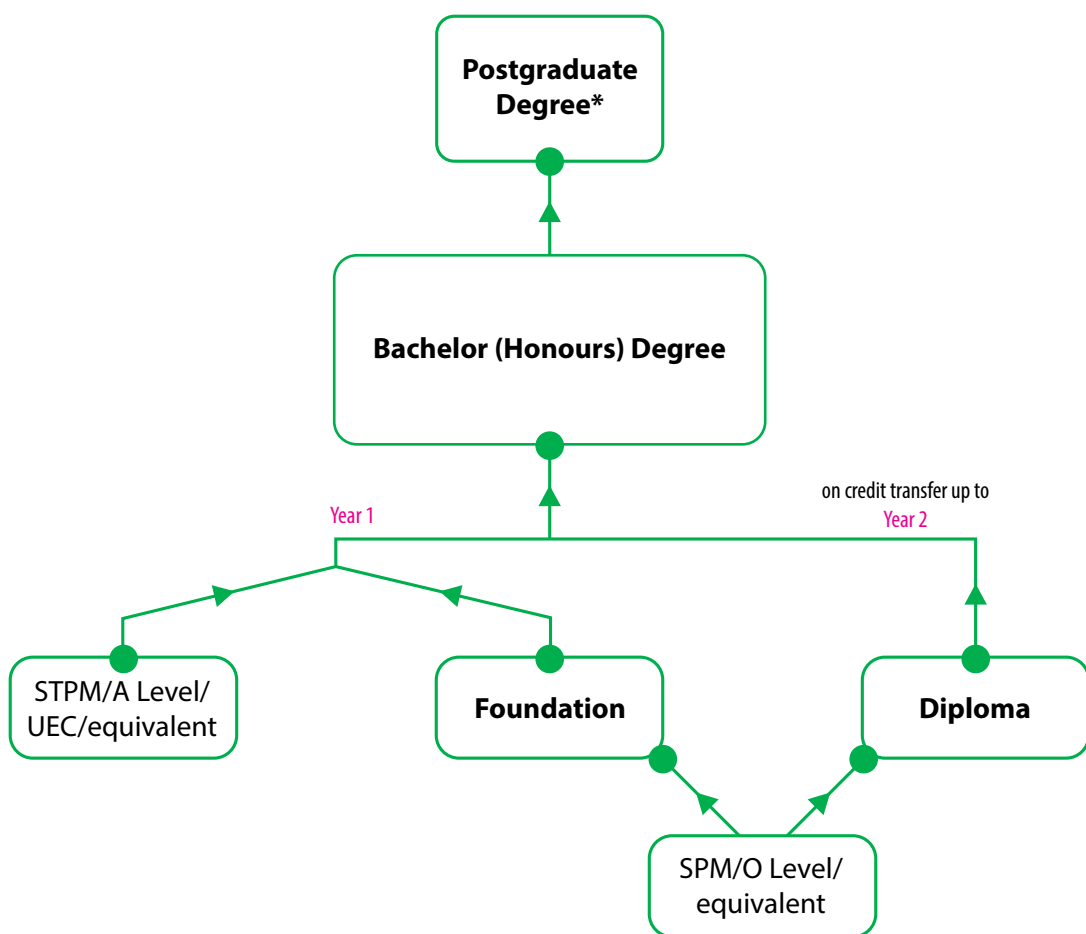 Postgraduate
Degree*
Bachelor (Honours) Degree
on credit transfer up to
Year 1
Year 2
STPM/A Level/
UEC/equivalent
Foundation
Diploma
SPM/O Level/
equivalent